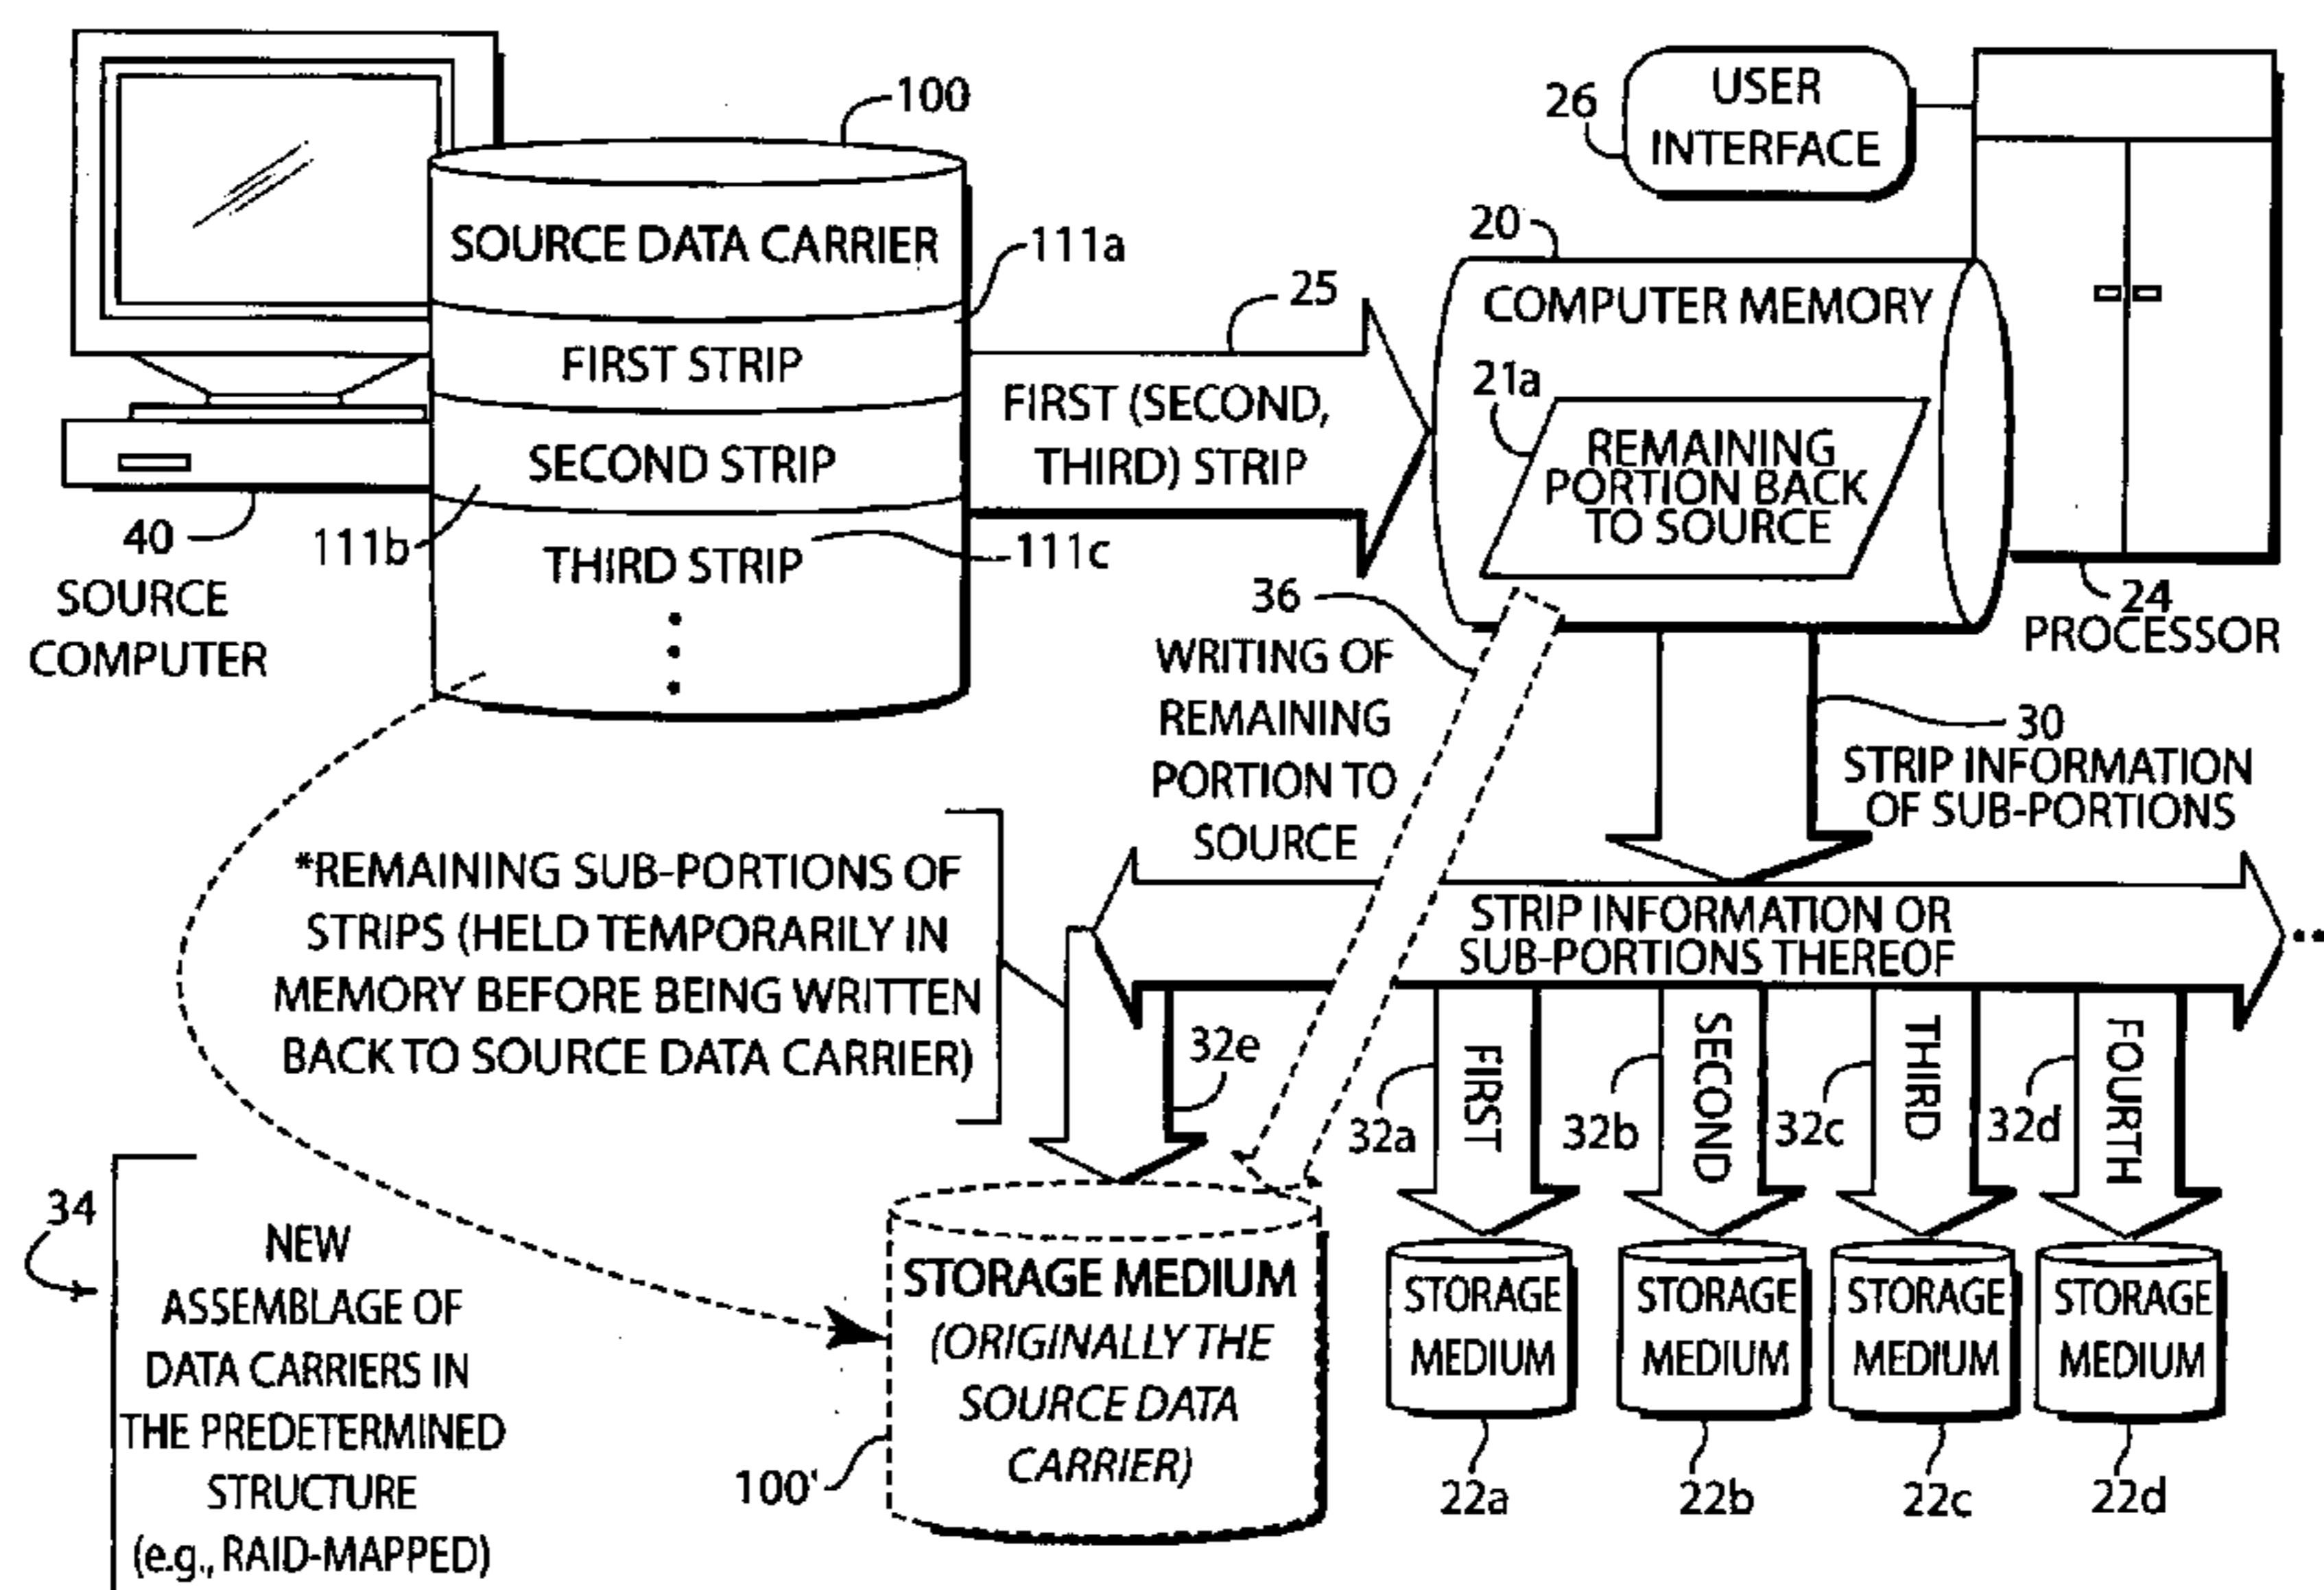 100
SOURCE DATA CARRIER
111a
FIRST STRIP
SECOND STRIP
111b
THIRD STRIP
111c
40
SOURCE
COMPUTER
25
FIRST (SECOND,
THIRD) STRIP
26
USER
INTERFACE
20
COMPUTER MEMORY
21a
REMAINING
PORTION BACK
TO SOURCE
24
PROCESSOR
36
WRITING OF
REMAINING
PORTION TO
SOURCE
30
STRIP INFORMATION
OF SUB-PORTIONS
*REMAINING SUB-PORTIONS OF
STRIPS (HELD TEMPORARILY IN
MEMORY BEFORE BEING WRITTEN
BACK TO SOURCE DATA CARRIER)
STRIP INFORMATION OR
SUB-PORTIONS THEREOF
32e
32a
FIRST
32b
SECOND
32c
THIRD
32d
FOURTH
34
NEW
ASSEMBLAGE OF
DATA CARRIERS IN
THE PREDETERMINED
STRUCTURE
(e.g., RAID-MAPPED)
STORAGE MEDIUM
(ORIGINALLY THE
SOURCE DATA
CARRIER)
100'
STORAGE
MEDIUM
22a
STORAGE
MEDIUM
22b
STORAGE
MEDIUM
22c
STORAGE
MEDIUM
22d